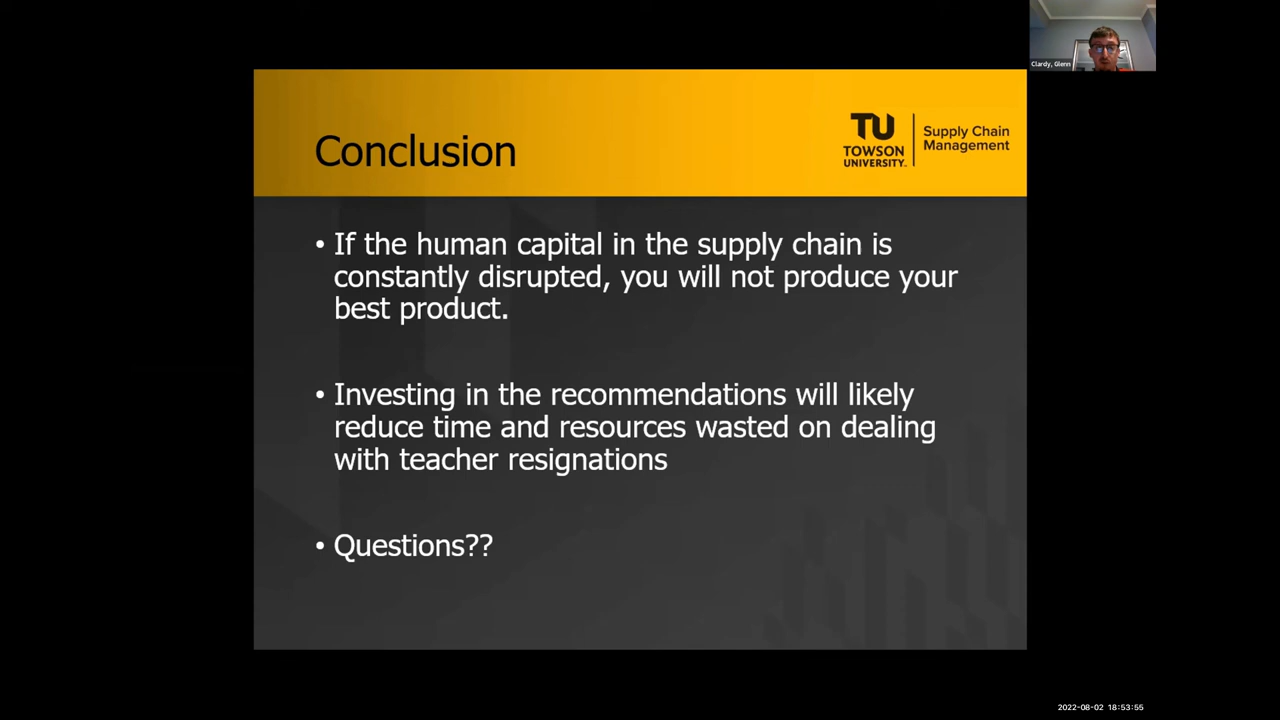 Clardy, Glenn
Conclusion
TU
TOWSON
UNIVERSITY.
Supply Chain
Management
• If the human capital in the supply chain is
constantly disrupted, you will not produce your
best product.
• Investing in the recommendations will likely
reduce time and resources wasted on dealing
with teacher resignations
• Questions??
2022-08-02 18:53:55